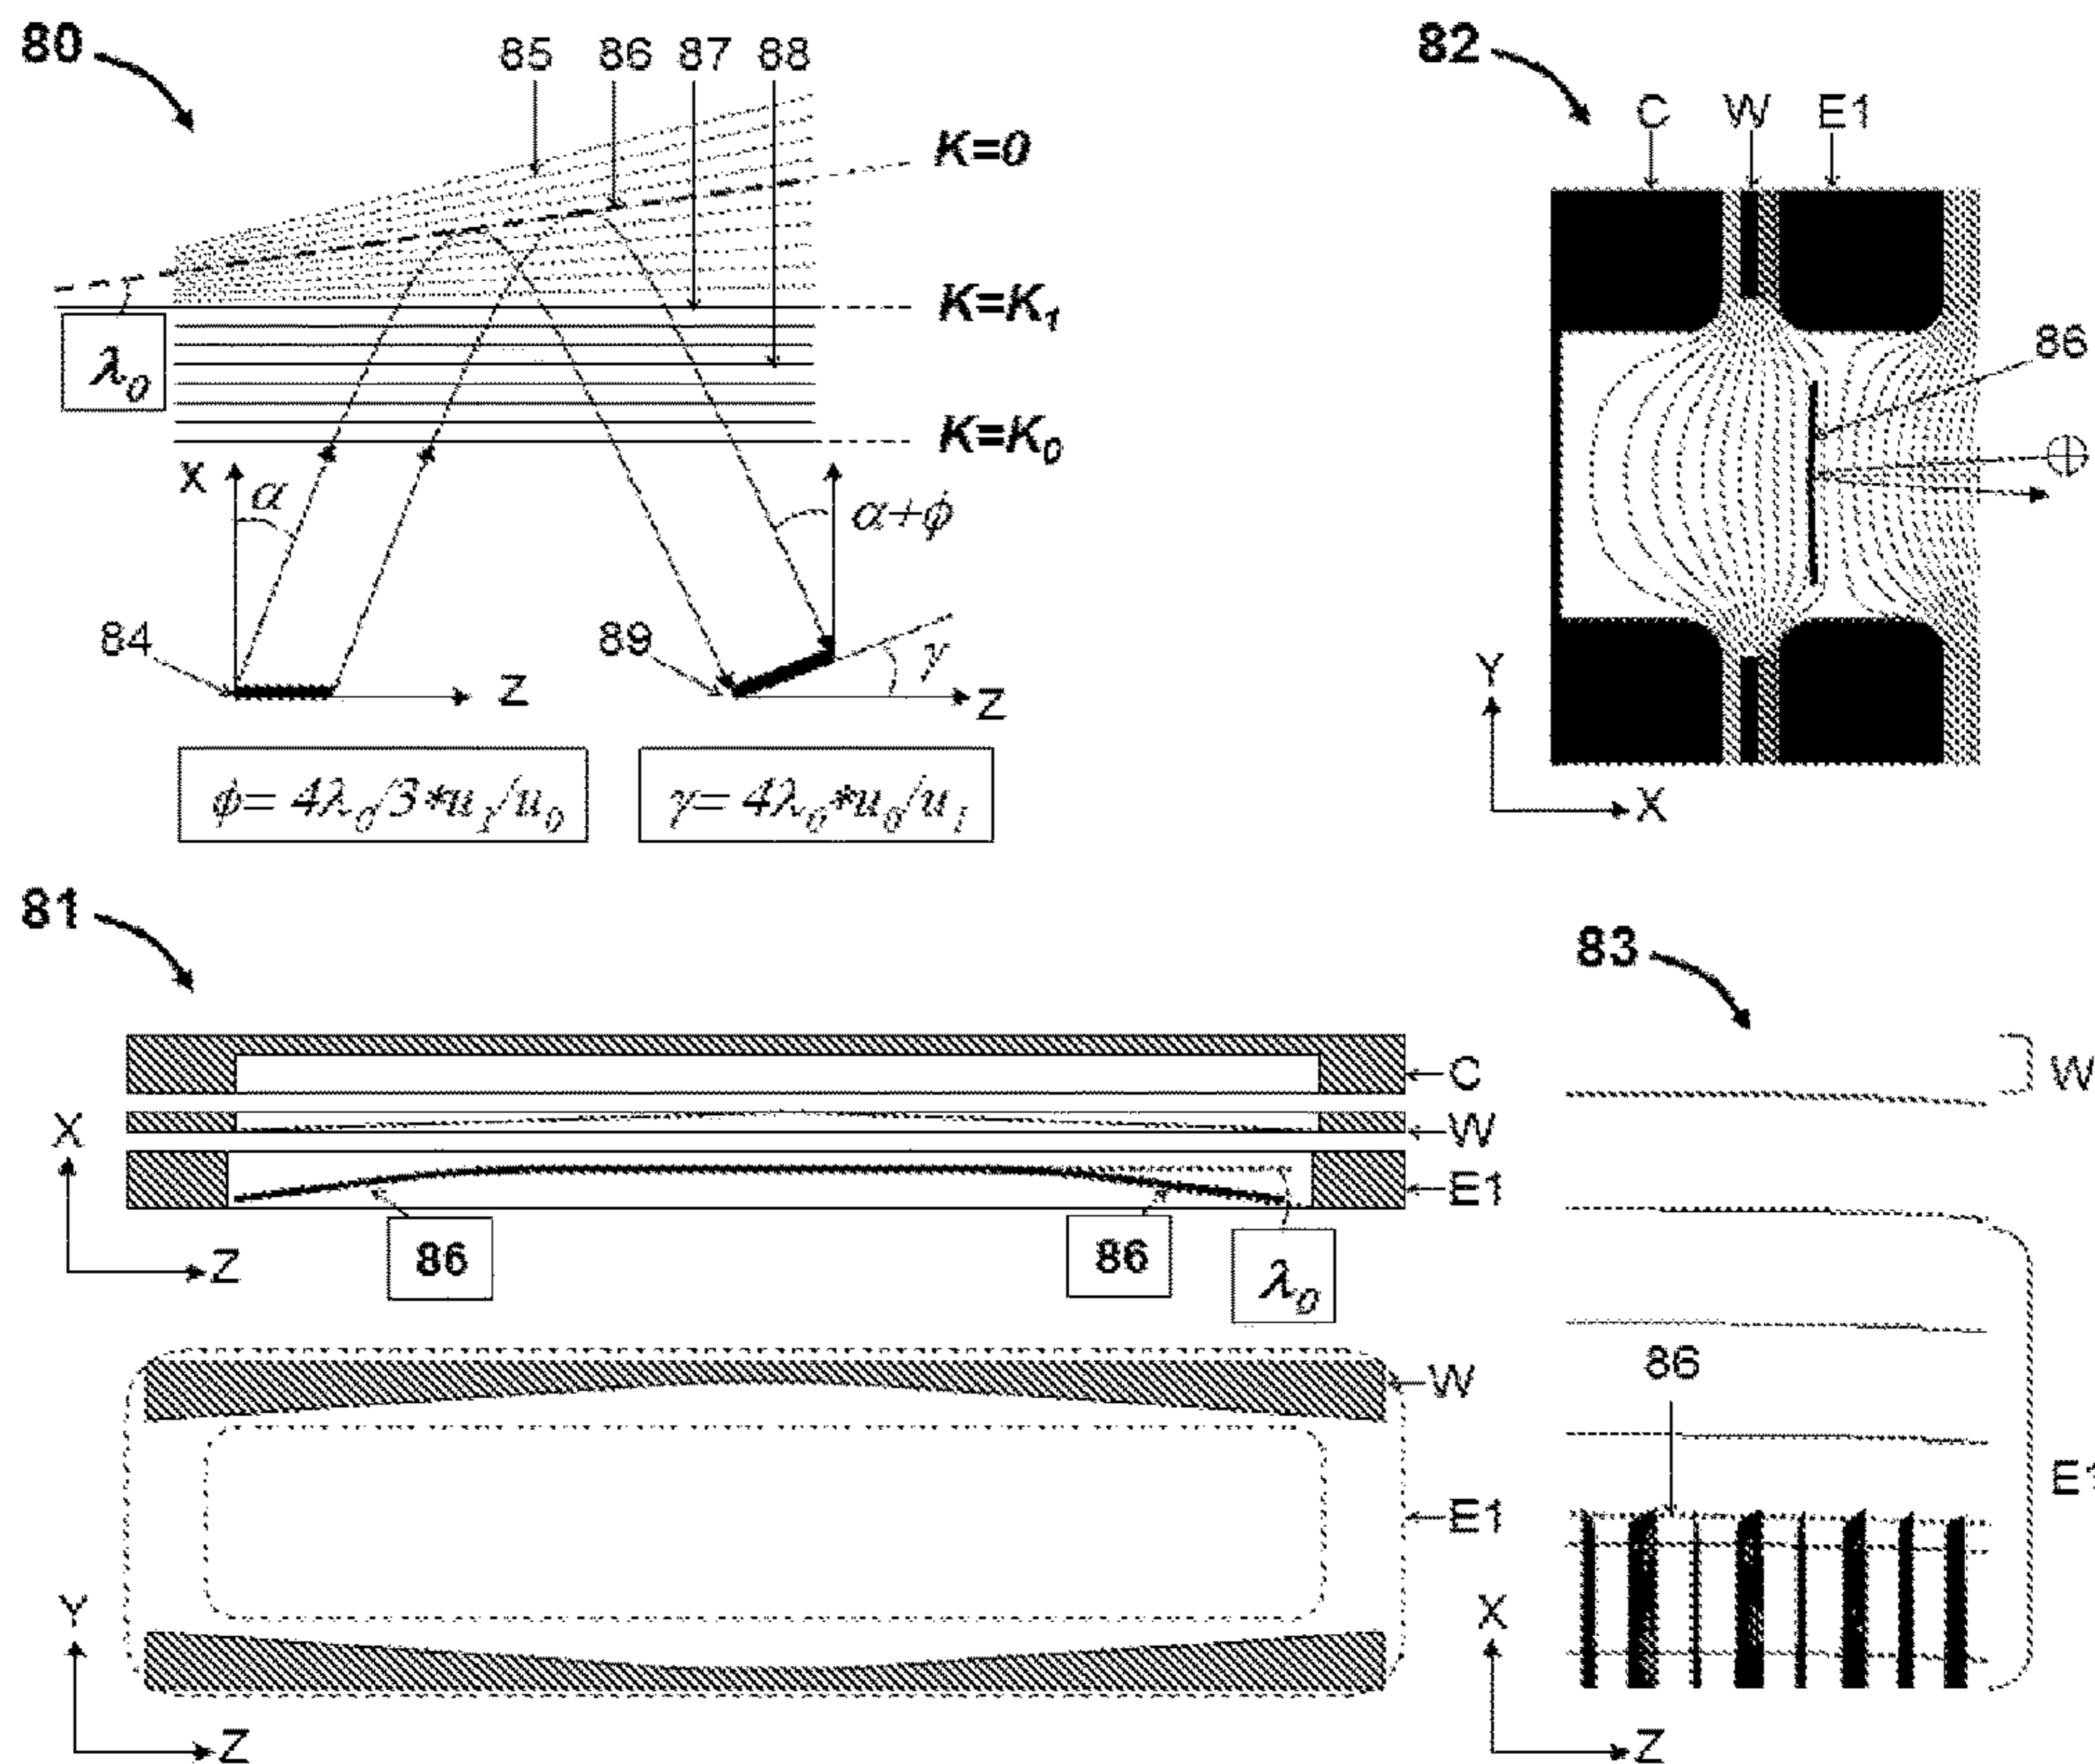 80
85 86 87 88
K=0
K=K₁
K=K₀
λ₀
X
α
α+ϕ
84
Z
89
γ
Z
ϕ= 4λ₀/3*u₁/u₀
γ= 4λ₀*u₀/u₁
82
C W E1
86
Y
X
81
C
W
E1
X
Z
86
86
λ₀
W
E1
Y
Z
83
W
86
E1
X
Z